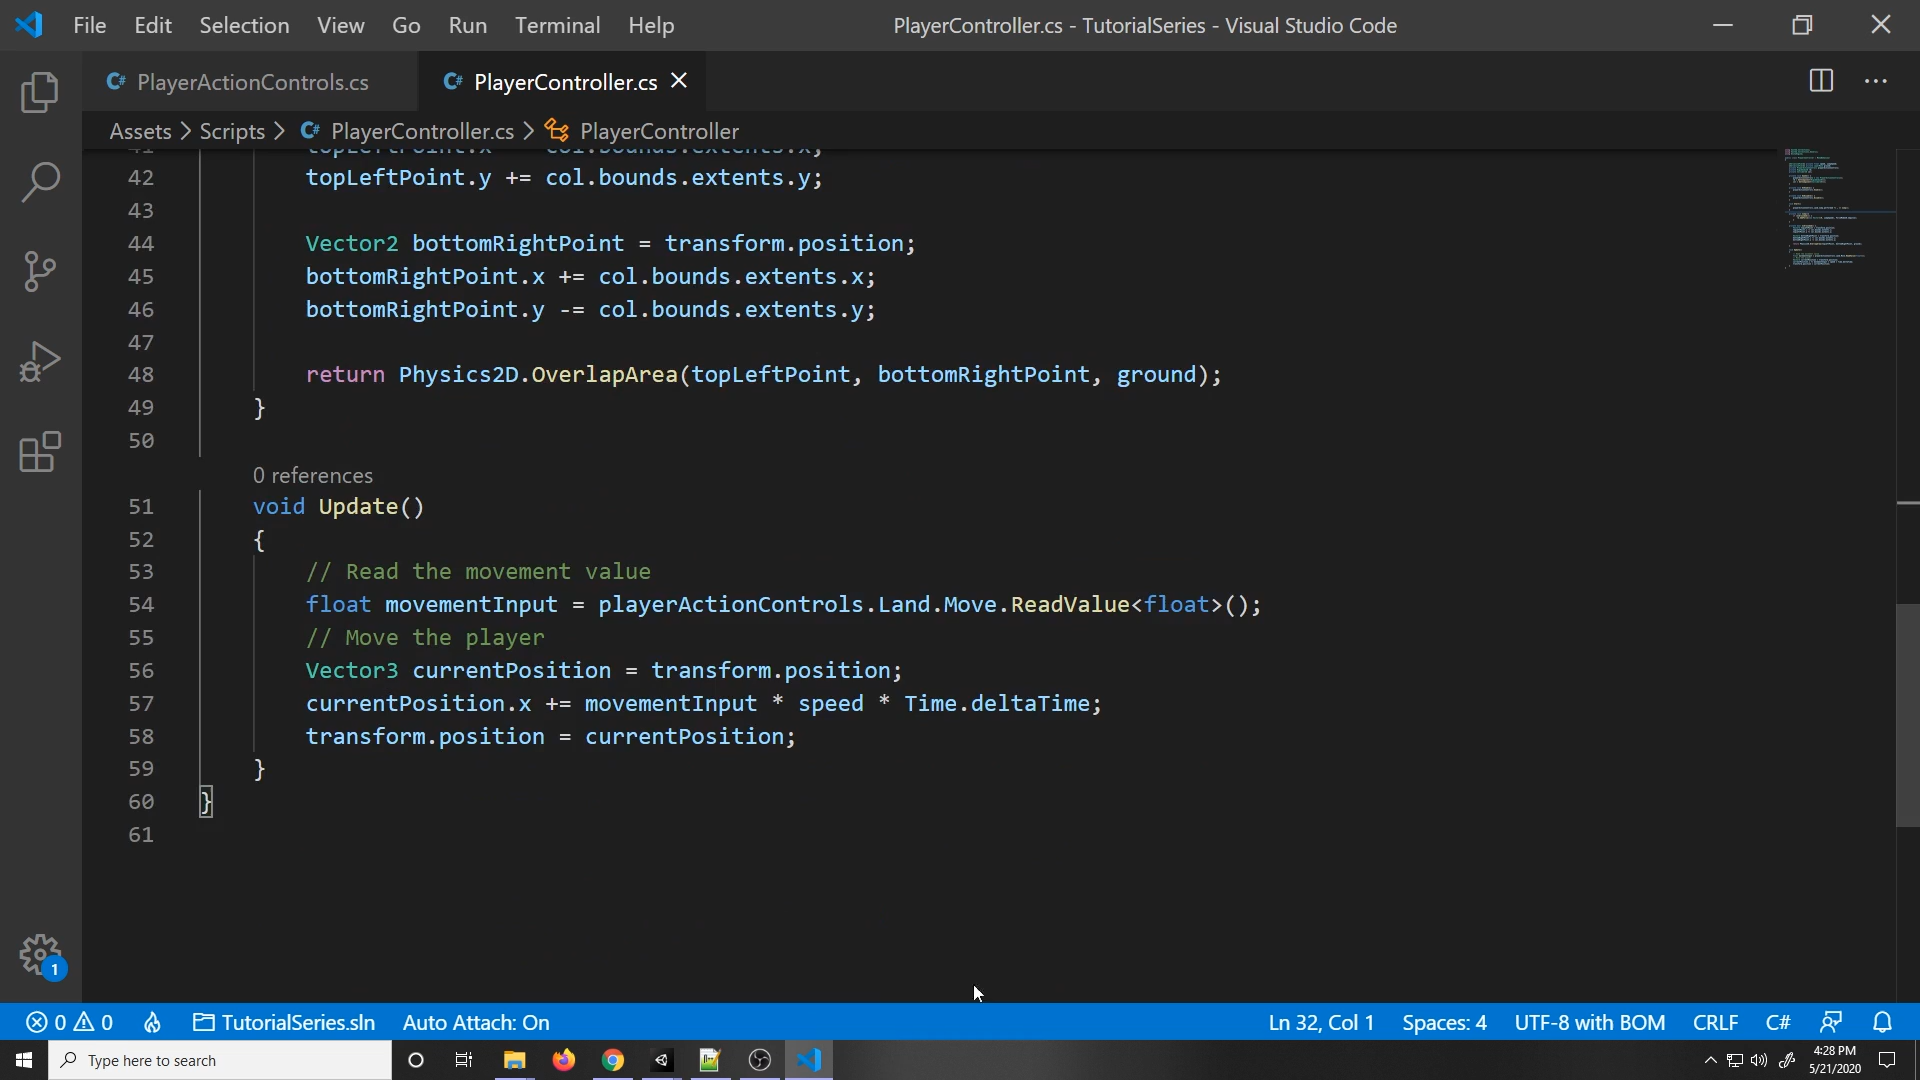 File Edit Selection View Go Run Terminal Help PlayerController.cs - TutorialSeries - Visual Studio Code
PlayerActionControls.cs PlayerController.cs
Assets > Scripts > PlayerController.cs > PlayerController
42 topLeftPoint.y += col.bounds.extents.y;
43
44 Vector2 bottomRightPoint = transform.position;
45 bottomRightPoint.x += col.bounds.extents.x;
46 bottomRightPoint.y -= col.bounds.extents.y;
47
48 return Physics2D.OverlapArea(topLeftPoint, bottomRightPoint, ground);
49 }
50
0 references
51 void Update()
52 {
53 // Read the movement value
54 float movementInput = playerActionControls.Land.Move.ReadValue<float>();
55 // Move the player
56 Vector3 currentPosition = transform.position;
57 currentPosition.x += movementInput * speed * Time.deltaTime;
58 transform.position = currentPosition;
59 }
60 }
61
1
0 0 TutorialSeries.sln Auto Attach: On Ln 32, Col 1 Spaces: 4 UTF-8 with BOM CRLF C#
Type here to search 4:28 PM
5/21/2020